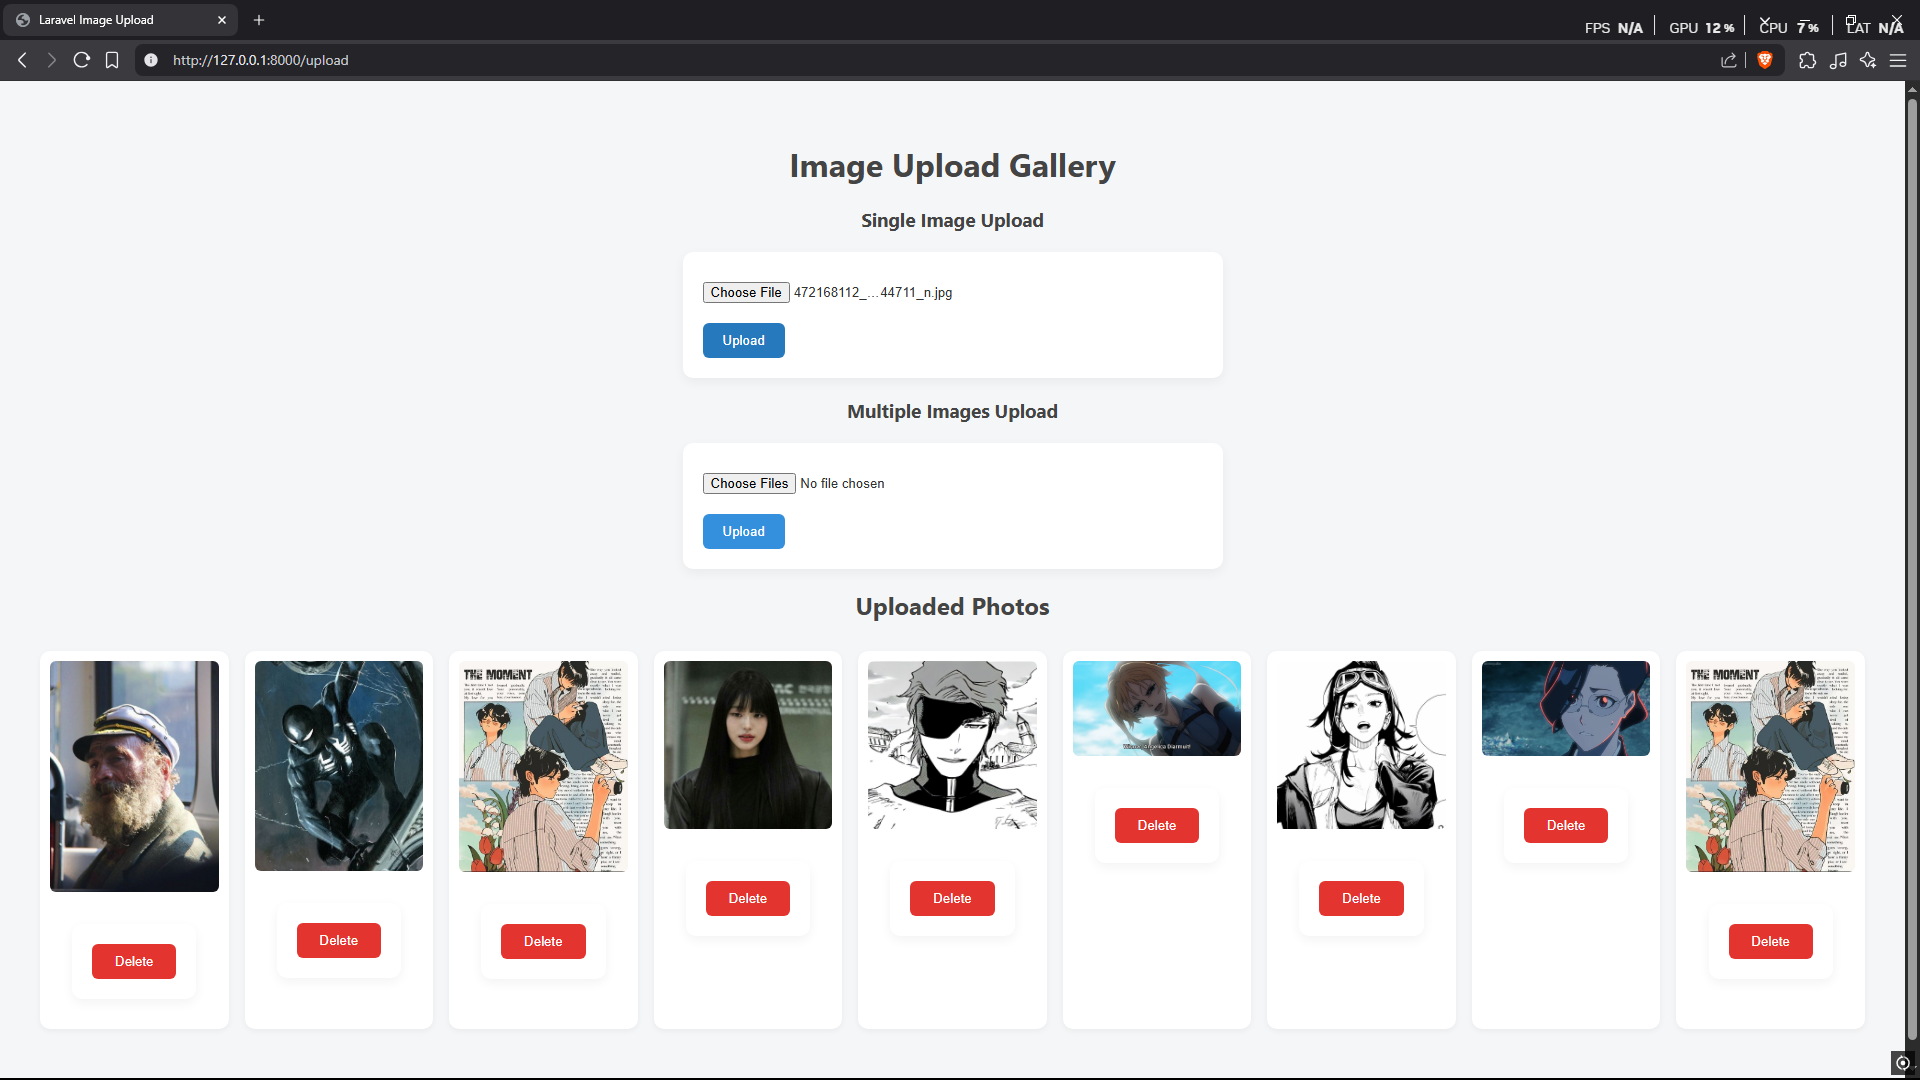 Laravel Image Upload
FPS N/A GPU 12 % CPU 7 % LAT N/A
http://127.0.0.1:8000/upload
Image Upload Gallery
Single Image Upload
Choose File 472168112_...44711_n.jpg
Upload
Multiple Images Upload
Choose Files No file chosen
Upload
Uploaded Photos
THE MOMENT
THE MOMENT
Delete
Delete
Delete
Delete
Delete
Delete
Delete
Delete
Delete